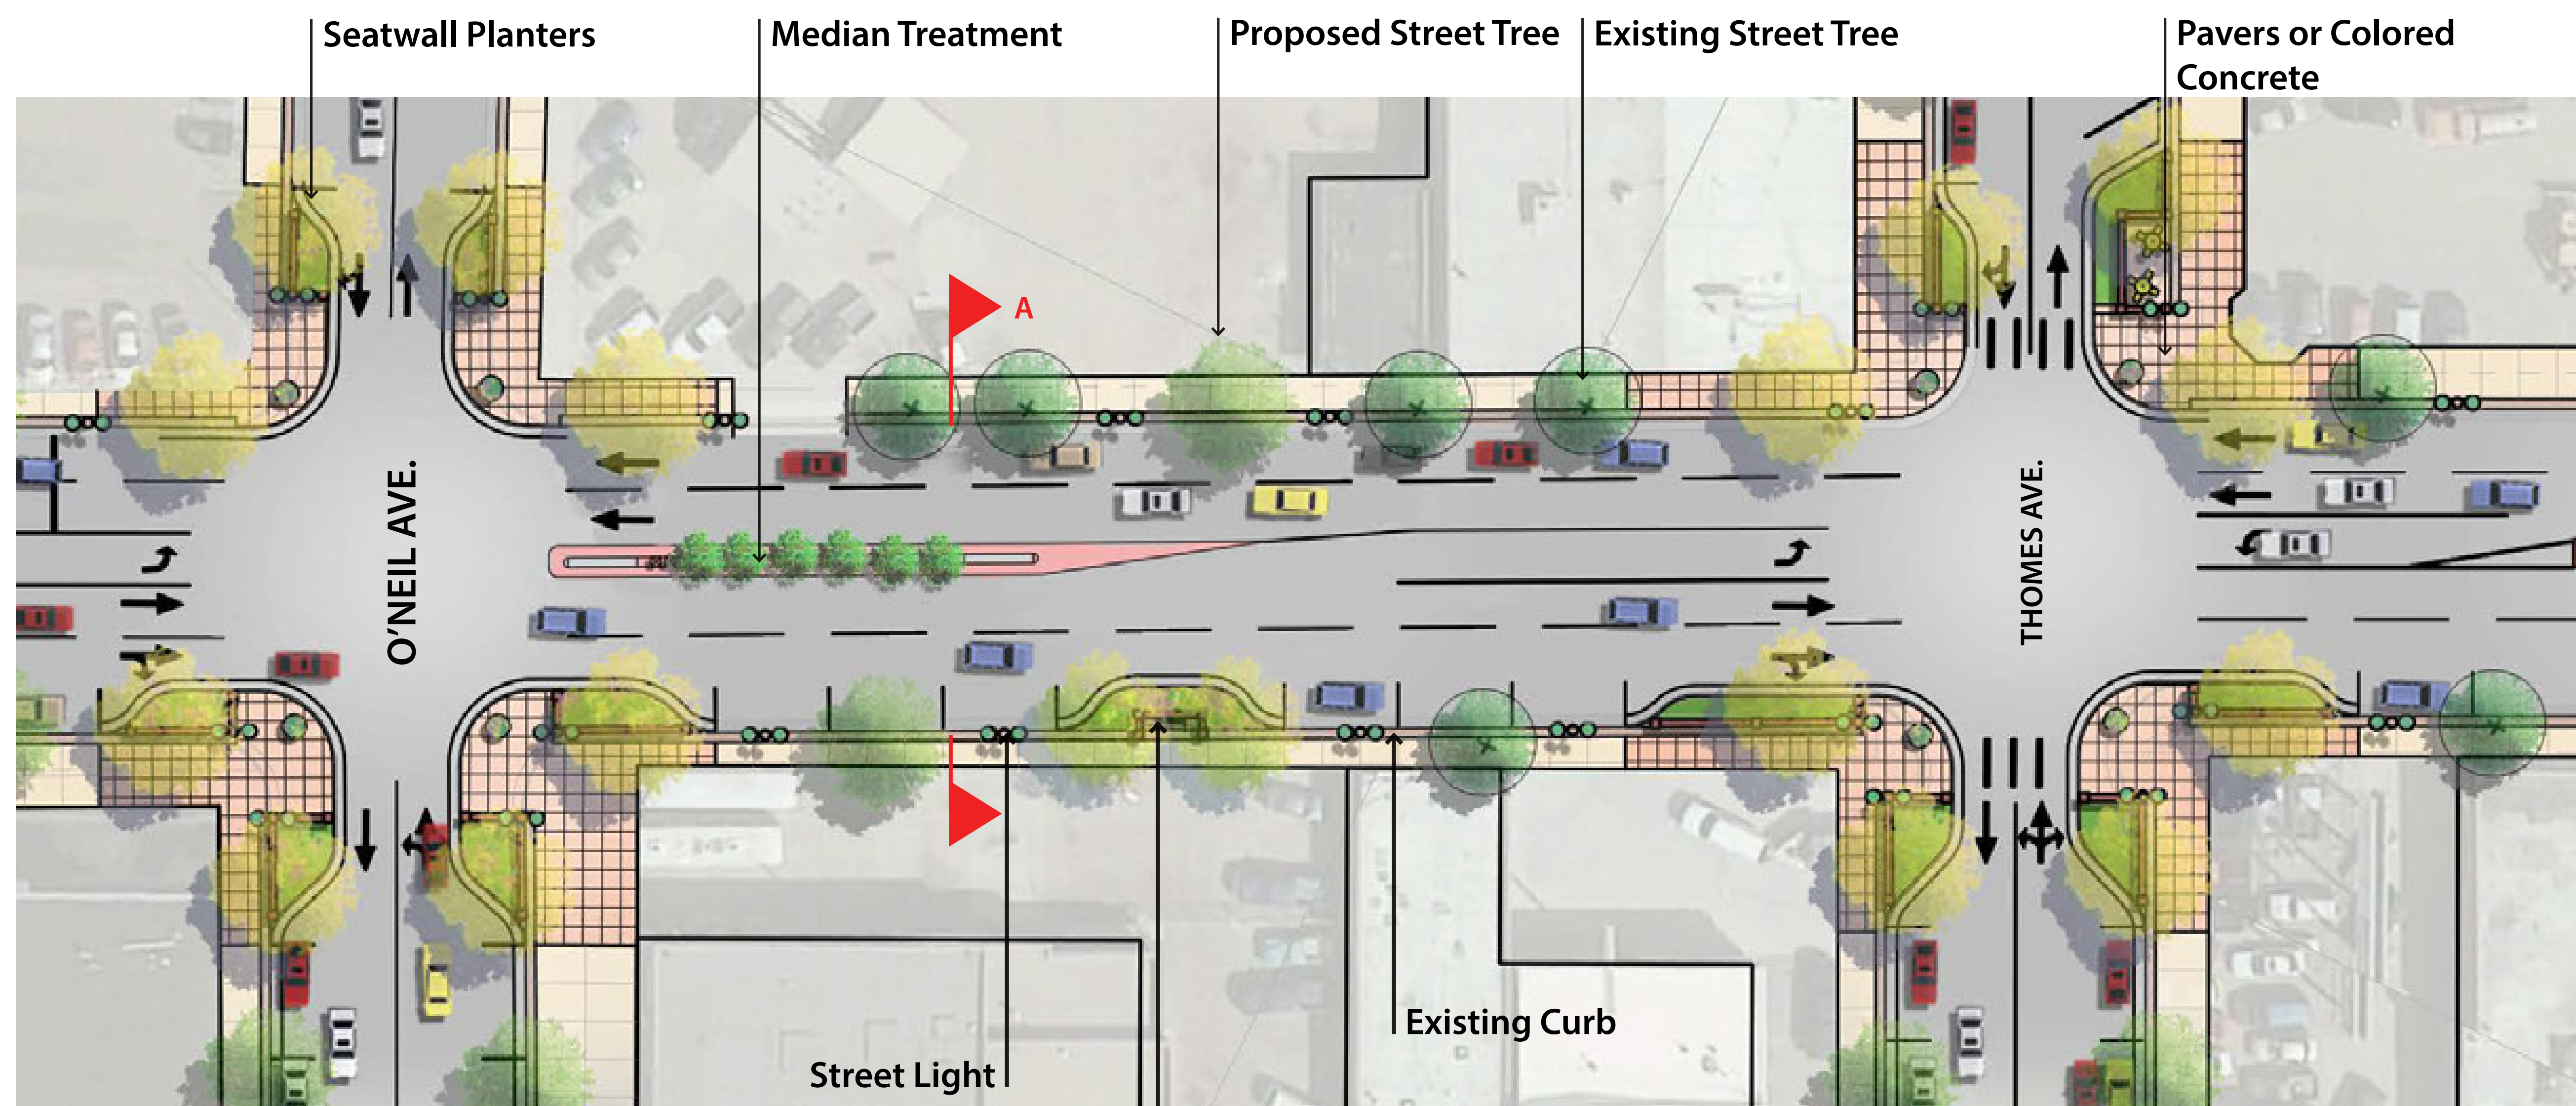 Seatwall Planters
Median Treatment
Proposed Street Tree
Existing Street Tree
Pavers or Colored
Concrete
A
O'NEIL AVE.
THOMES AVE.
Existing Curb
Street Light